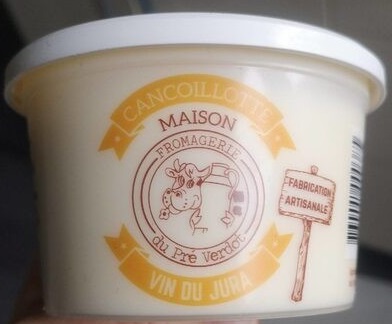 CANCOILLOTTE
MAISON
FROMAGERIE
du Pré Verdot
VIN DU JURA
FABRICATION
ARTISANALE